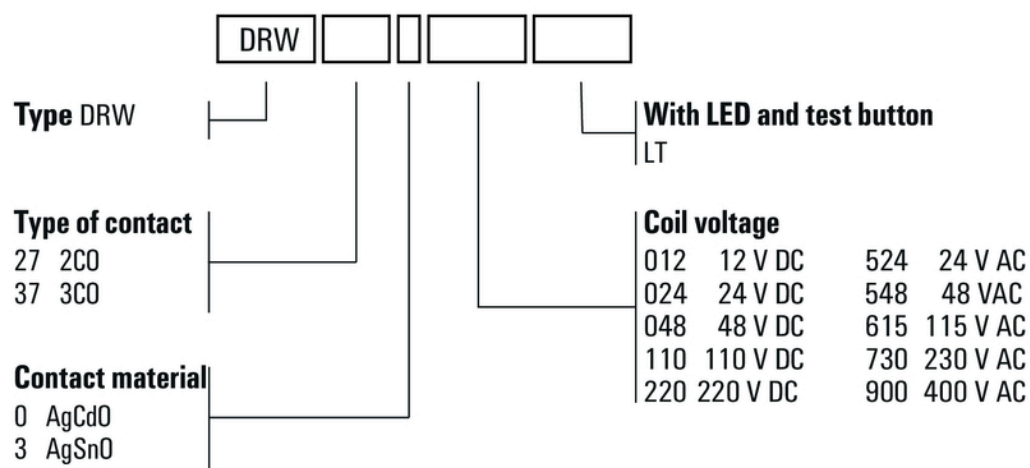 DRW
Type DRW
With LED and test button
LT
Type of contact
27 2CO
37 3CO
Coil voltage
012 12 V DC 524 24 V AC
024 24 V DC 548 48 VAC
048 48 V DC 615 115 V AC
110 110 V DC 730 230 V AC
220 220 V DC 900 400 V AC
Contact material
0 AgCdO
3 AgSnO